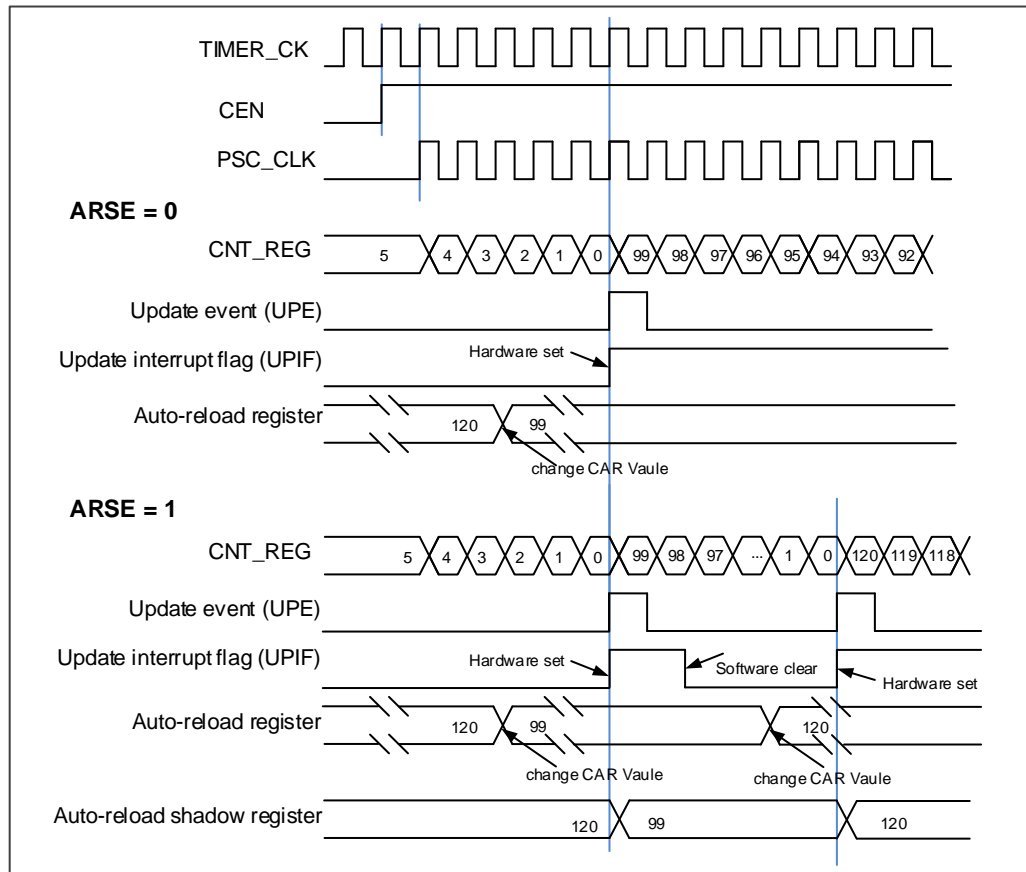 TIMER_CK
CEN
PSC_CLK
ARSE = 0
CNT_REG 5 4 3 2 1 0 99 98 97 96 95 94 93 92
Update event (UPE)
Update interrupt flag (UPIF) Hardware set
Auto-reload register 120 99
change CAR Vaule
ARSE = 1
CNT_REG 5 4 3 2 1 0 99 98 97 ... 1 0 120 119 118
Update event (UPE)
Update interrupt flag (UPIF) Hardware set Software clear Hardware set
Auto-reload register 120 99 120
change CAR Vaule change CAR Vaule
Auto-reload shadow register 120 99 120